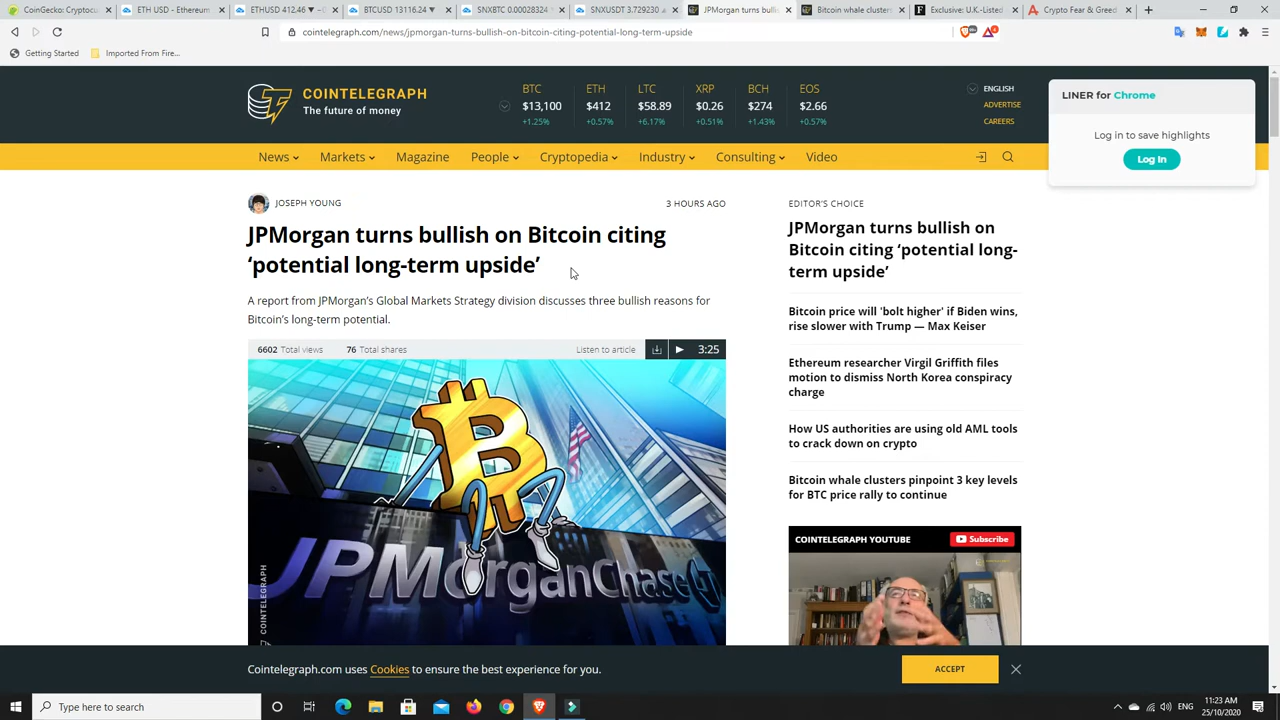 CoinGecko: Cryptocu
ETH USD - Ethereum
ETHUSD 412.46
BTCUSD 13116.24
SNXBTC 0.00028324
SNXUSDT 3.729230
JPMorgan turns bullis
Bitcoin whale clusters
Exclusive: U.K.-Listed
Crypto Fear & Greed
cointelegraph.com/news/jpmorgan-turns-bullish-on-bitcoin-citing-potential-long-term-upside
Getting Started
Imported From Fire...
COINTELEGRAPH
The future of money
BTC ETH LTC XRP BCH EOS
$13,100 $412 $58.89 $0.26 $274 $2.66
+1.25% +0.57% +6.17% +0.51% +1.43% +0.57%
ENGLISH
ADVERTISE
CAREERS
LINER for Chrome
Log in to save highlights
Log In
News Markets Magazine People Cryptopedia Industry Consulting Video
JOSEPH YOUNG
3 HOURS AGO
JPMorgan turns bullish on Bitcoin citing
‘potential long-term upside’
A report from JPMorgan’s Global Markets Strategy division discusses three bullish reasons for
Bitcoin’s long-term potential.
6602 Total views 76 Total shares Listen to article 3:25
JPMorganChase
COINTELEGRAPH
EDITOR'S CHOICE
JPMorgan turns bullish on
Bitcoin citing ‘potential long-
term upside’
Bitcoin price will 'bolt higher' if Biden wins,
rise slower with Trump — Max Keiser
Ethereum researcher Virgil Griffith files
motion to dismiss North Korea conspiracy
charge
How US authorities are using old AML tools
to crack down on crypto
Bitcoin whale clusters pinpoint 3 key levels
for BTC price rally to continue
COINTELEGRAPH YOUTUBE
Subscribe
Cointelegraph.com uses Cookies to ensure the best experience for you.
ACCEPT
Type here to search
ENG
11:23 AM
25/10/2020